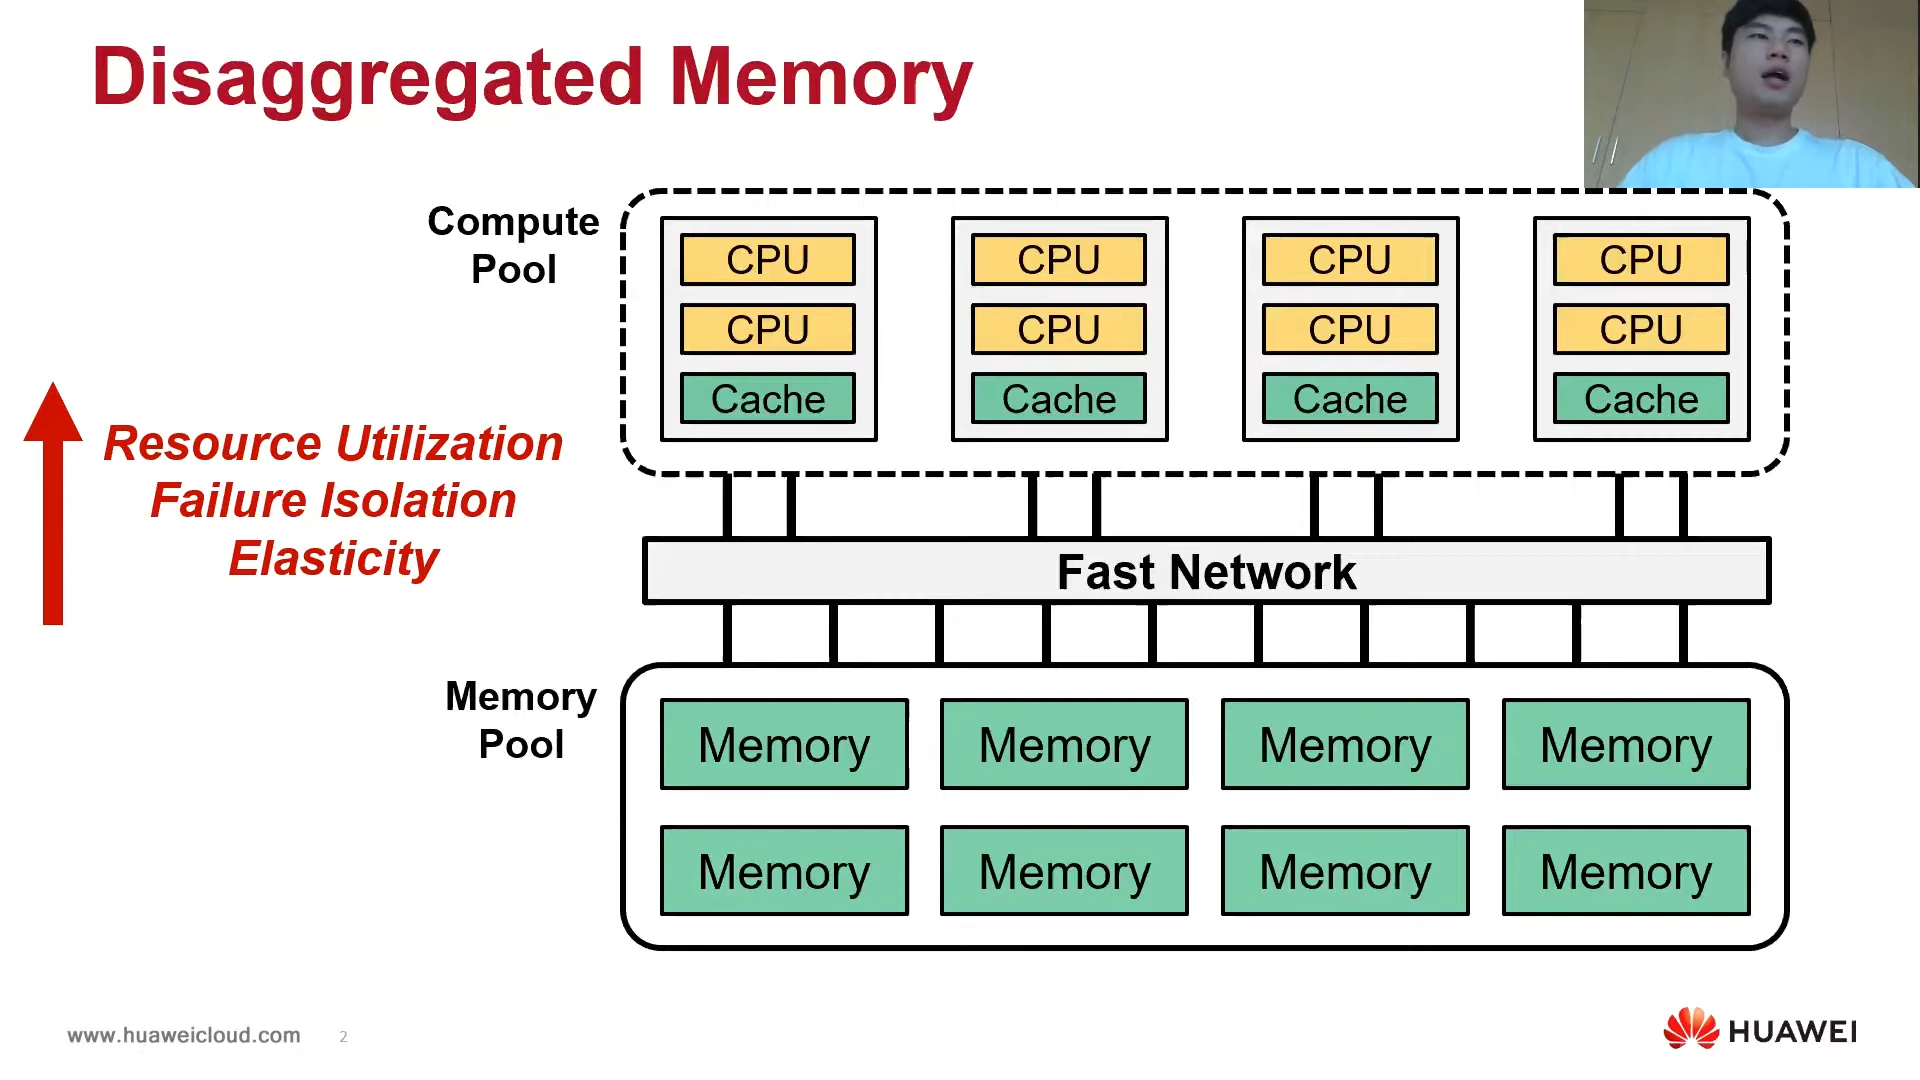 Disaggregated Memory
Compute
Pool
CPU CPU CPU CPU
CPU CPU CPU CPU
Cache Cache Cache Cache
Resource Utilization
Failure Isolation
Elasticity
Fast Network
Memory
Pool
Memory Memory Memory Memory
Memory Memory Memory Memory
www.huaweicloud.com 2
HUAWEI